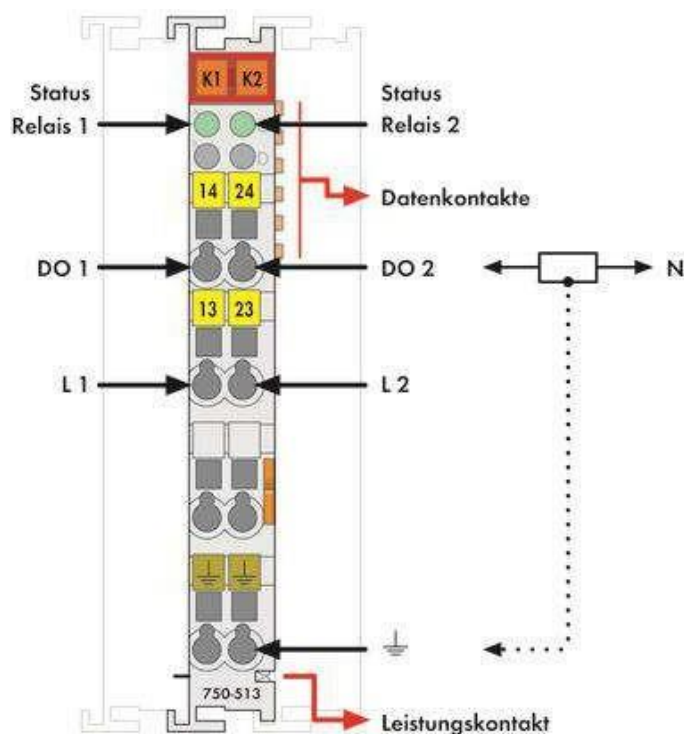 K1 K2
Status
Relais 1
Status
Relais 2
14 24
Datenkontakte
DO 1
DO 2
N
13 23
L 1
L 2
750-513
Leistungskontakt